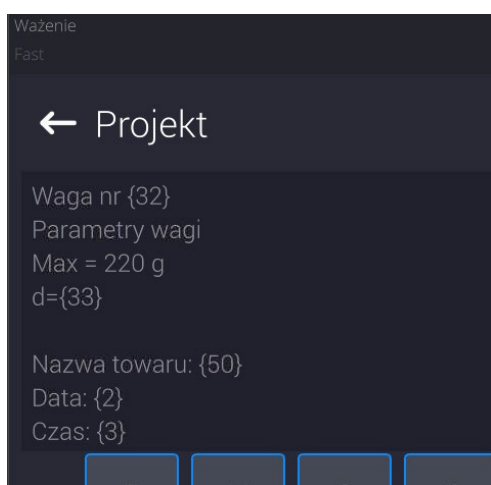 Ważenie
Fast
← Projekt
Waga nr {32}
Parametry wagi
Max = 220 g
d={33}
Nazwa towaru: {50}
Data: {2}
Czas: {3}